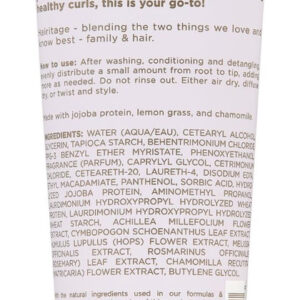 healthy curls, this is your go-to!
Hairitage - blending the two things we love and
know best - family & hair.
How to use: After washing, conditioning and detangling,
evenly distribute a small amount from root to tip, adding
more as needed. Do not rinse out. Either air dry, diffuse
dry, or twist and style.
Made with jojoba protein, lemon grass, and chamomile.
INGREDIENTS: WATER (AQUA/EAU), CETEARYL ALCOHOL,
GLYCERIN, TAPIOCA STARCH, BEHENTRIMONIUM CHLORIDE,
BENZYL ETHER MYRISTATE, PHENOXYETHANOL,
FRAGRANCE (PARFUM), CAPRYLYL GLYCOL, CETRIMONIUM
CETEARETH-20, LAURETH-4, DISODIUM EDTA,
MACADAMIATE, PANTHENOL, SORBIC ACID,
JOJOBA PROTEIN, AMINOMETHYL PROPANOL,
LAURDIMONIUM HYDROXYPROPYL HYDROLYZED WHEAT
PROTEIN, LAURDIMONIUM HYDROXYPROPYL HYDROLYZED
WHEAT STARCH, ACHILLEA MILLEFOLIUM FLOWER
EXTRACT, CYMBOPOGON SCHOENANTHUS LEAF EXTRACT,
HUMULUS LUPULUS (HOPS) FLOWER EXTRACT, MELISSA
OFFICINALIS EXTRACT, ROSMARINUS OFFICINALIS
(ROSEMARY) LEAF EXTRACT, CHAMOMILLA RECUTITA
(MATRICARIA) FLOWER EXTRACT, BUTYLENE GLYCOL.
the natural ingredients used in our formulas &